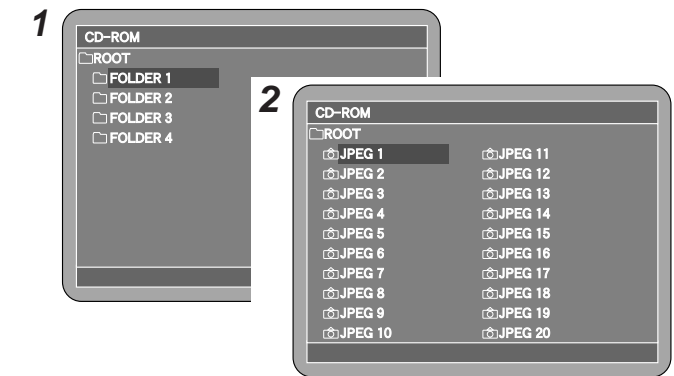 1
CD-ROM
ROOT
FOLDER 1
FOLDER 2
FOLDER 3
FOLDER 4
2
CD-ROM
ROOT
JPEG 1
JPEG 2
JPEG 3
JPEG 4
JPEG 5
JPEG 6
JPEG 7
JPEG 8
JPEG 9
JPEG 10
JPEG 11
JPEG 12
JPEG 13
JPEG 14
JPEG 15
JPEG 16
JPEG 17
JPEG 18
JPEG 19
JPEG 20